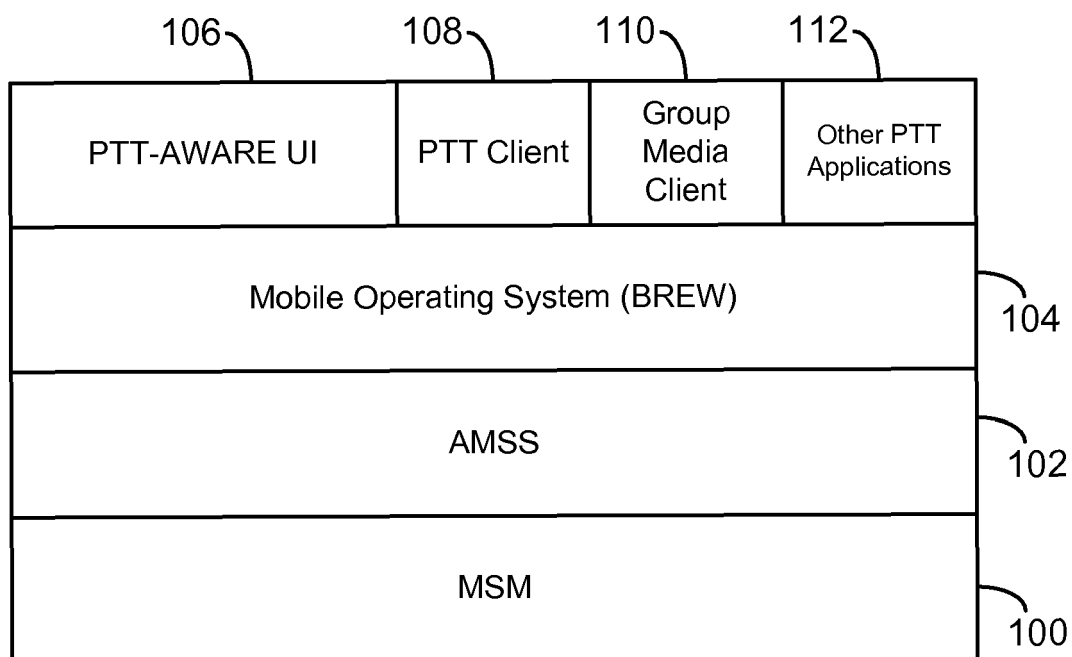 106
108
110
112
PTT-AWARE UI
PTT Client
Group
Media
Client
Other PTT
Applications
Mobile Operating System (BREW)
104
AMSS
102
MSM
100